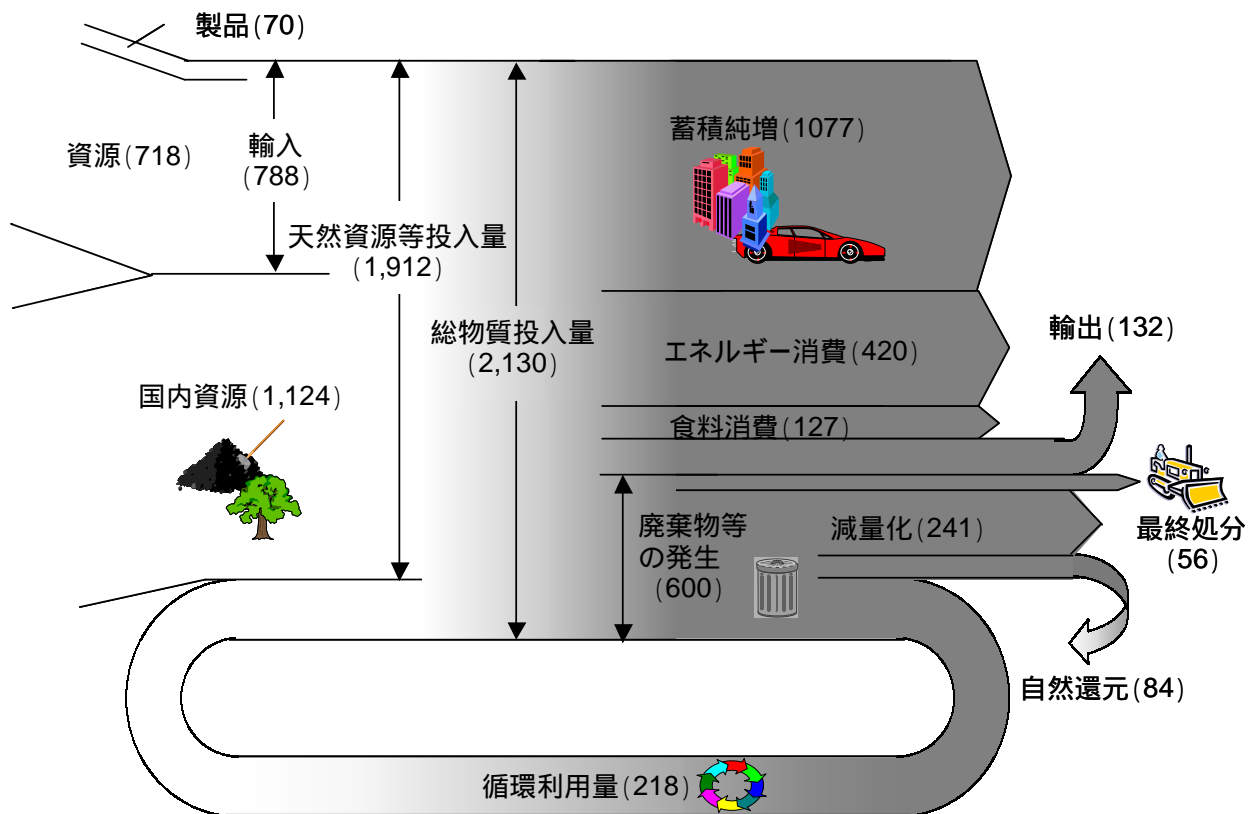 製品(70)
資源(718)
輸入
(788)
天然資源等投入量
(1,912)
総物質投入量
(2,130)
国内資源(1,124)
蓄積純増(1077)
エネルギー消費(420)
食料消費(127)
輸出(132)
廃棄物等
の発生
(600)
減量化(241)
最終処分
(56)
自然還元(84)
循環利用量(218)